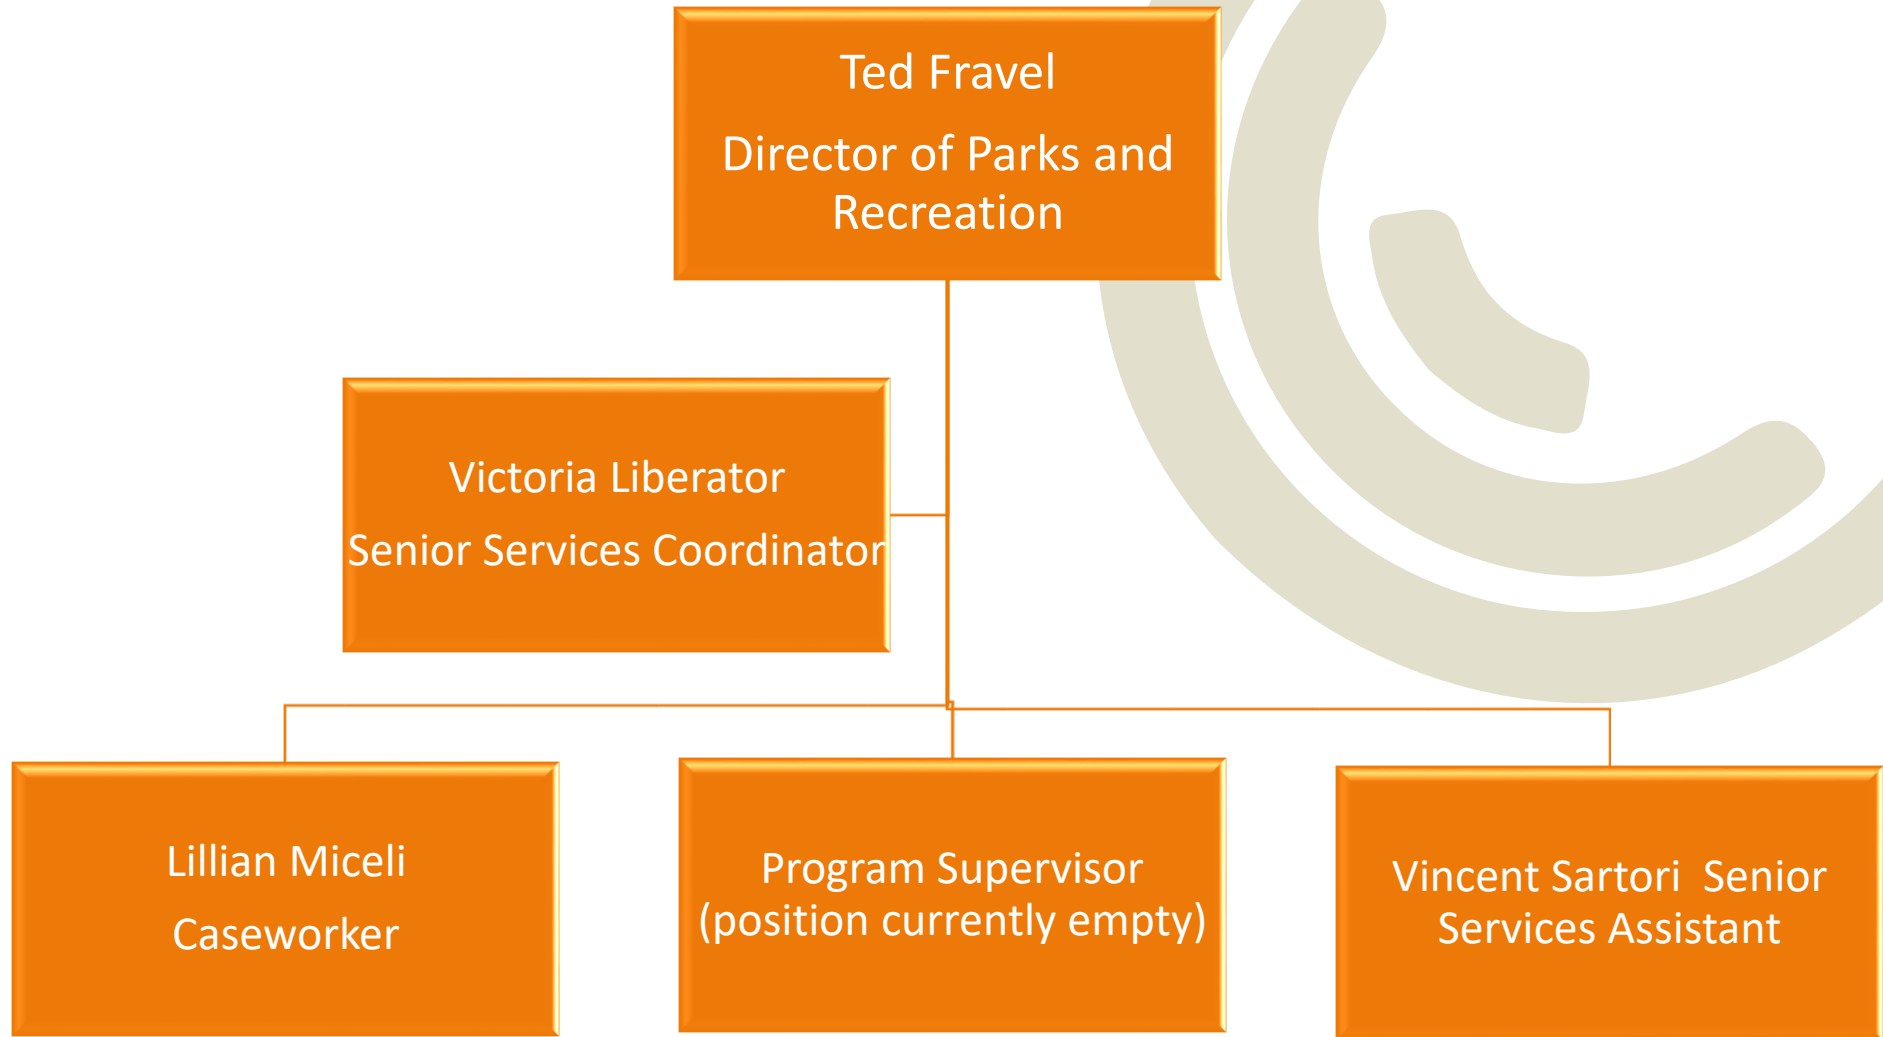 Ted Fravel
Director of Parks and
Recreation
Victoria Liberator
Senior Services Coordinator
Lillian Miceli
Caseworker
Program Supervisor
(position currently empty)
Vincent Sartori  Senior
Services Assistant